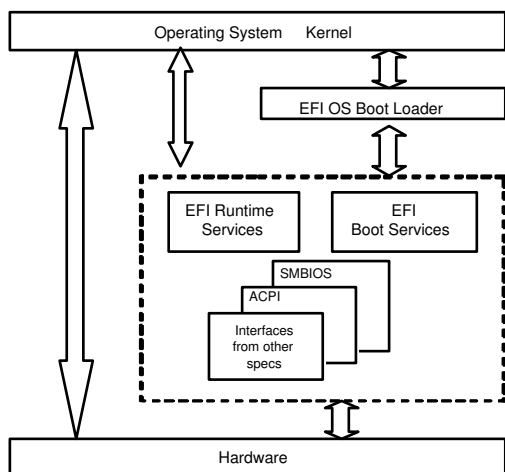 Operating System Kernel
EFI OS Boot Loader
EFI Runtime
Services
EFI
Boot Services
SMBIOS
ACPI
Interfaces
from other
specs
Hardware